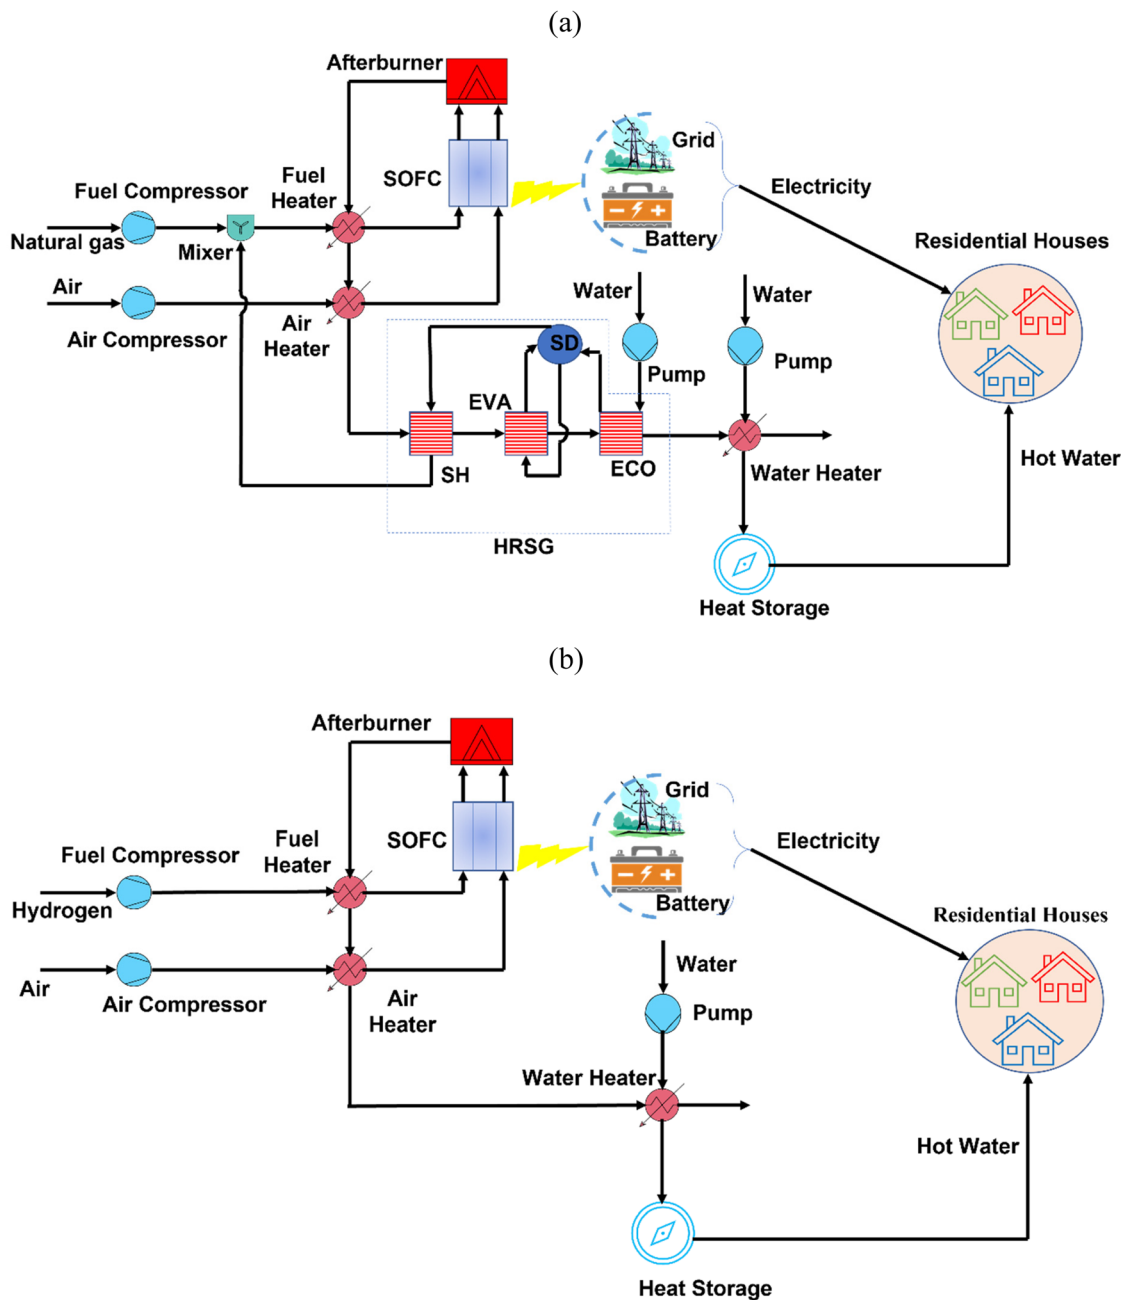 (a)
Afterburner
Grid
Fuel
Heater
SOFC
Electricity
Fuel Compressor
Natural gas
Mixer
Battery
Residential Houses
Air
Water
Water
Air Compressor
Air
Heater
SD
Pump
Pump
EVA
SH
ECO
Water Heater
Hot Water
HRSG
Heat Storage
(b)
Afterburner
Grid
Fuel
Heater
SOFC
Electricity
Fuel Compressor
Hydrogen
Battery
Residential Houses
Air
Air Compressor
Air
Heater
Water
Pump
Water Heater
Hot Water
Heat Storage